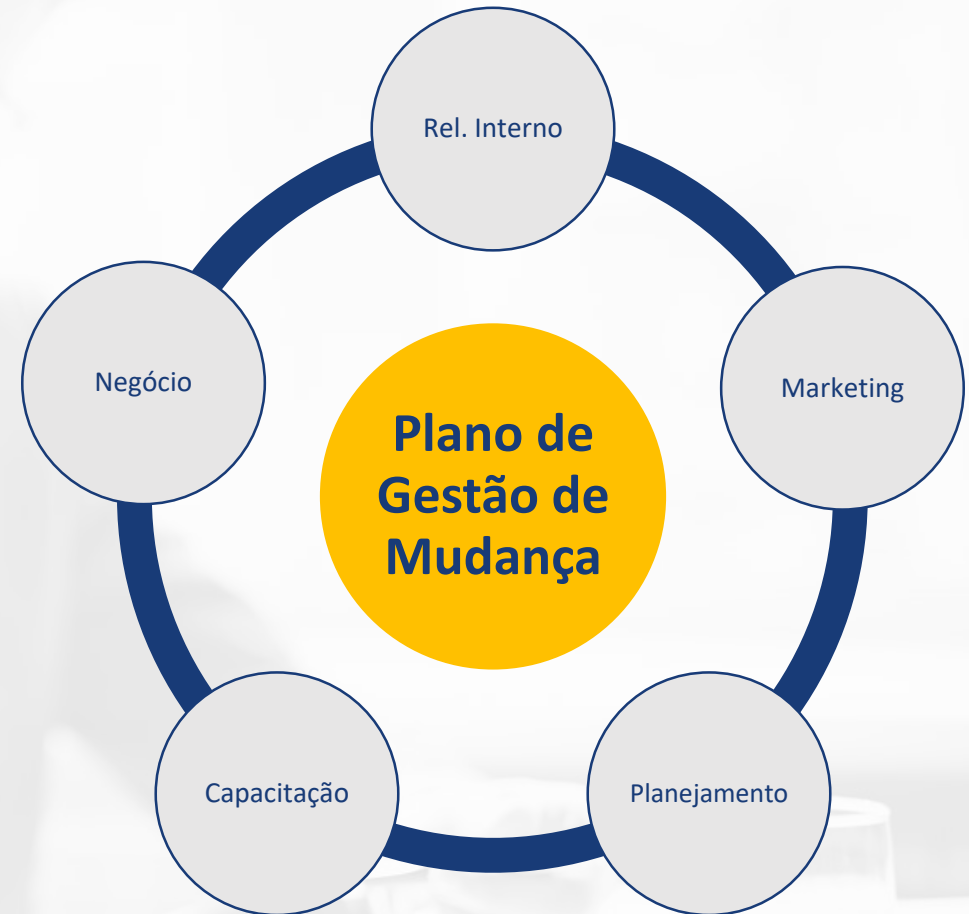 Rel. Interno
Negócio
Marketing
Plano de
Gestão de
Mudança
Capacitação
Planejamento